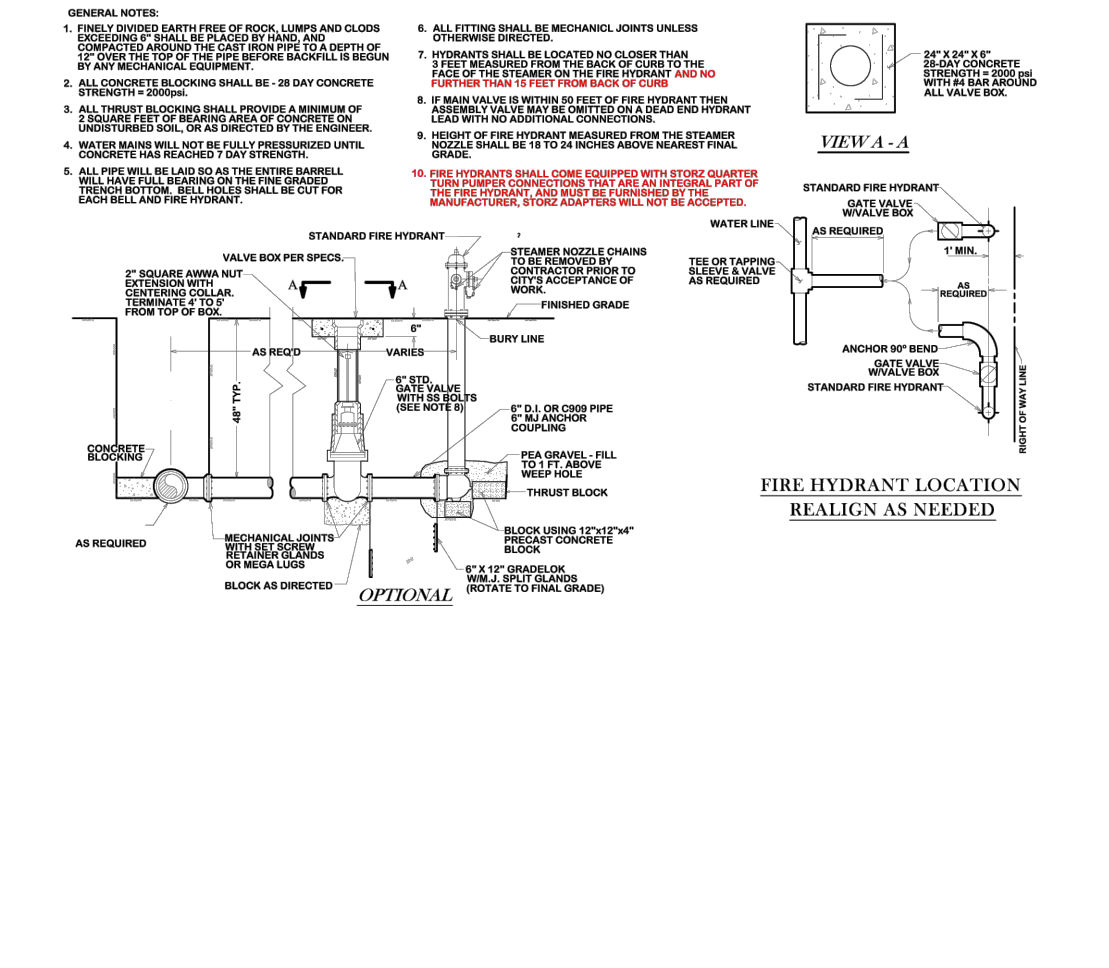 GENERAL NOTES:
1. FINELY DIVIDED EARTH FREE OF ROCK, LUMPS AND CLODS
EXCEEDING 6" SHALL BE PLACED BY HAND, AND
COMPACTED AROUND THE CAST IRON PIPE TO A DEPTH OF
12" OVER THE TOP OF THE PIPE BEFORE BACKFILL IS BEGUN
BY ANY MECHANICAL EQUIPMENT.
2. ALL CONCRETE BLOCKING SHALL BE - 28 DAY CONCRETE
STRENGTH = 2000psi.
3. ALL THRUST BLOCKING SHALL PROVIDE A MINIMUM OF
2 SQUARE FEET OF BEARING AREA OF CONCRETE ON
UNDISTURBED SOIL, OR AS DIRECTED BY THE ENGINEER.
4. WATER MAINS WILL NOT BE FULLY PRESSURIZED UNTIL
CONCRETE HAS REACHED 7 DAY STRENGTH.
5. ALL PIPE WILL BE LAID SO AS THE ENTIRE BARRELL
WILL HAVE FULL BEARING ON THE FINE GRADED
TRENCH BOTTOM. BELL HOLES SHALL BE CUT FOR
EACH BELL AND FIRE HYDRANT.
6. ALL FITTING SHALL BE MECHANICL JOINTS UNLESS
OTHERWISE DIRECTED.
7. HYDRANTS SHALL BE LOCATED NO CLOSER THAN
3 FEET MEASURED FROM THE BACK OF CURB TO THE
FACE OF THE STEAMER ON THE FIRE HYDRANT AND NO
FURTHER THAN 15 FEET FROM BACK OF CURB
8. IF MAIN VALVE IS WITHIN 50 FEET OF FIRE HYDRANT THEN
ASSEMBLY VALVE MAY BE OMITTED ON A DEAD END HYDRANT
LEAD WITH NO ADDITIONAL CONNECTIONS.
9. HEIGHT OF FIRE HYDRANT MEASURED FROM THE STEAMER
NOZZLE SHALL BE 18 TO 24 INCHES ABOVE NEAREST FINAL
GRADE.
10. FIRE HYDRANTS SHALL COME EQUIPPED WITH STORZ QUARTER
TURN PUMPER CONNECTIONS THAT ARE AN INTEGRAL PART OF
THE FIRE HYDRANT, AND MUST BE FURNISHED BY THE
MANUFACTURER, STORZ ADAPTERS WILL NOT BE ACCEPTED.
24" X 24" X 6"
28-DAY CONCRETE
STRENGTH = 2000 psi
WITH #4 BAR AROUND
ALL VALVE BOX.
VIEW A - A
STANDARD FIRE HYDRANT
?
VALVE BOX PER SPECS.
2" SQUARE AWWA NUT
EXTENSION WITH
CENTERING COLLAR.
TERMINATE 4' TO 5'
FROM TOP OF BOX.
A
A
STEAMER NOZZLE CHAINS
TO BE REMOVED BY
CONTRACTOR PRIOR TO
CITY'S ACCEPTANCE OF
WORK.
FINISHED GRADE
6"
BURY LINE
AS REQ'D
VARIES
48" TYP.
6" STD.
GATE VALVE
WITH SS BOLTS
(SEE NOTE 8)
6" D.I. OR C909 PIPE
6" MJ ANCHOR
COUPLING
CONCRETE
BLOCKING
PEA GRAVEL - FILL
TO 1 FT. ABOVE
WEEP HOLE
THRUST BLOCK
AS REQUIRED
MECHANICAL JOINTS
WITH SET SCREW
RETAINER GLANDS
OR MEGA LUGS
BLOCK AS DIRECTED
BLOCK USING 12"x12"x4"
PRECAST CONCRETE
BLOCK
6" X 12" GRADELOK
W/M.J. SPLIT GLANDS
(ROTATE TO FINAL GRADE)
OPTIONAL
STANDARD FIRE HYDRANT
GATE VALVE
W/VALVE BOX
WATER LINE
AS REQUIRED
1' MIN.
TEE OR TAPPING
SLEEVE & VALVE
AS REQUIRED
AS
REQUIRED
ANCHOR 90º BEND
GATE VALVE
W/VALVE BOX
STANDARD FIRE HYDRANT
RIGHT OF WAY LINE
FIRE HYDRANT LOCATION
REALIGN AS NEEDED